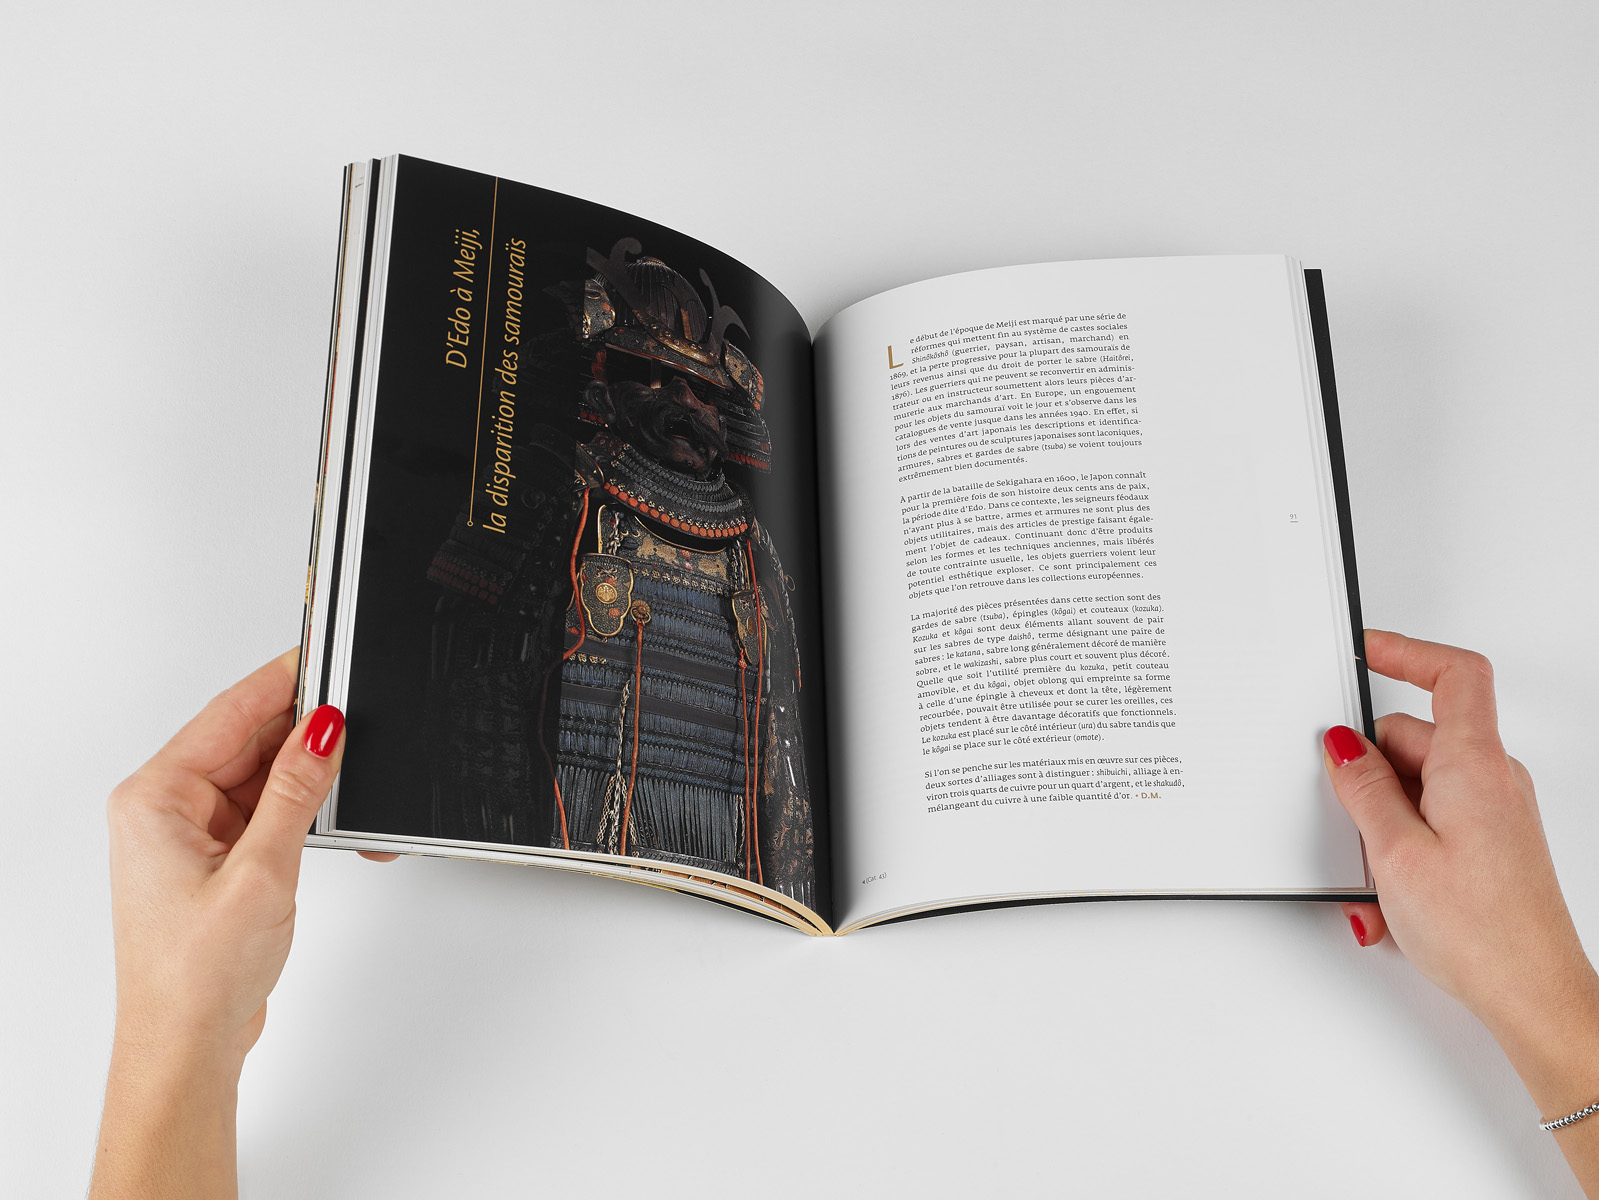 D'Edo à Meiji,
la disparition des samouraïs
Le début de l'époque de Meiji est marqué par une série de
réformes qui mettent fin au système de castes sociales
Shinôkôshô (guerrier, paysan, artisan, marchand) en
1869, et la perte progressive pour la plupart des samouraïs de
leurs revenus ainsi que du droit de porter le sabre (Haitôrei,
1876). Les guerriers qui ne peuvent se reconvertir en adminis-
trateur ou en instructeur soumettent alors leurs pièces d'ar-
murerie aux marchands d'art. En Europe, un engouement
pour les objets du samouraï voit le jour et s'observe dans les
catalogues de vente jusque dans les années 1940. En effet, si
lors des ventes d'art japonais les descriptions et identifica-
tions de peintures ou de sculptures japonaises sont laconiques,
armures, sabres et gardes de sabre (tsuba) se voient toujours
extrêmement bien documentés.
À partir de la bataille de Sekigahara en 1600, le Japon connaît
pour la première fois de son histoire deux cents ans de paix,
la période dite d'Edo. Dans ce contexte, les seigneurs féodaux
n'ayant plus à se battre, armes et armures ne sont plus des
objets utilitaires, mais des articles de prestige faisant égale-
ment l'objet de cadeaux. Continuant donc d'être produits
selon les formes et les techniques anciennes, mais libérés
de toute contrainte usuelle, les objets guerriers voient leur
potentiel esthétique exploser. Ce sont principalement ces
objets que l'on retrouve dans les collections européennes.
La majorité des pièces présentées dans cette section sont des
gardes de sabre (tsuba), épingles (kôgai) et couteaux (kozuka).
Kozuka et kôgai sont deux éléments allant souvent de pair
sur les sabres de type daishô, terme désignant une paire de
sabres : le katana, sabre long généralement décoré de manière
sobre, et le wakizashi, sabre plus court et souvent plus décoré.
Quelle que soit l'utilité première du kozuka, petit couteau
amovible, et du kôgai, objet oblong qui empreinte sa forme
à celle d'une épingle à cheveux et dont la tête, légèrement
recourbée, pouvait être utilisée pour se curer les oreilles, ces
objets tendent à être davantage décoratifs que fonctionnels.
Le kozuka est placé sur le côté intérieur (ura) du sabre tandis que
le kôgai se place sur le côté extérieur (omote).
Si l'on se penche sur les matériaux mis en œuvre sur ces pièces,
deux sortes d'alliages sont à distinguer : shibuichi, alliage à en-
viron trois quarts de cuivre pour un quart d'argent, et le shakudô,
mélangeant du cuivre à une faible quantité d'or. • D.M.
◂ (Cat. 43)
91